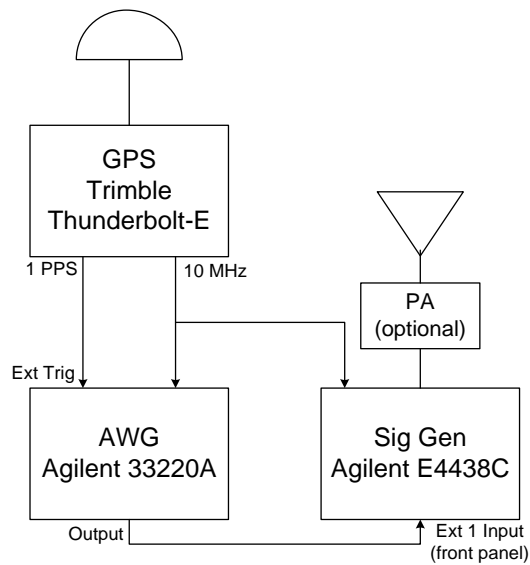 GPS
Trimble
Thunderbolt-E
1 PPS
10 MHz
PA
(optional)
Ext Trig
AWG
Agilent 33220A
Sig Gen
Agilent E4438C
Output
Ext 1 Input
(front panel)